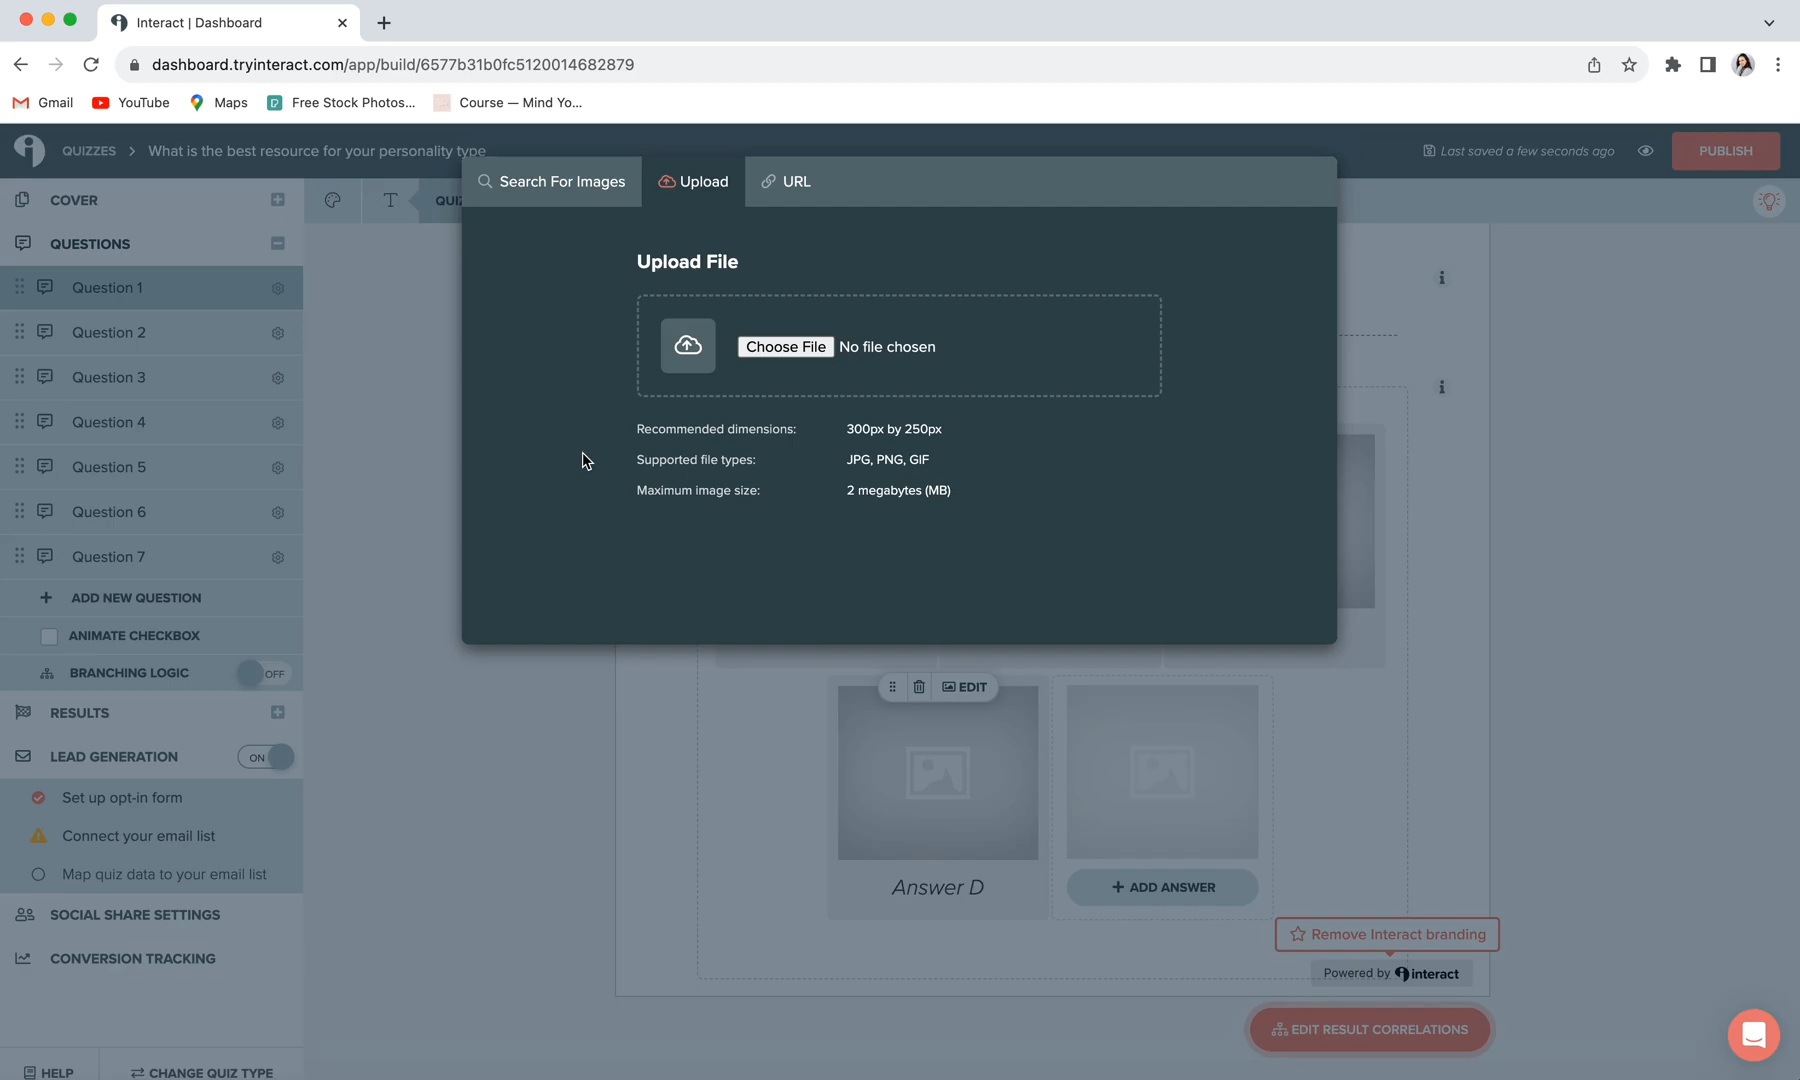 Interact | Dashboard
dashboard.tryinteract.com/app/build/6577b31b0fc5120014682879
Gmail
YouTube
Maps
Free Stock Photos...
Course — Mind Yo...
QUIZZES
What is the best resource for your personality type
Last saved a few seconds ago
PUBLISH
COVER
QUI
Search For Images
Upload
URL
QUESTIONS
Question 1
Question 2
Question 3
Question 4
Question 5
Question 6
Question 7
ADD NEW QUESTION
ANIMATE CHECKBOX
BRANCHING LOGIC
OFF
RESULTS
LEAD GENERATION
ON
Set up opt-in form
Connect your email list
Map quiz data to your email list
SOCIAL SHARE SETTINGS
CONVERSION TRACKING
HELP
CHANGE QUIZ TYPE
Upload File
Choose File No file chosen
Recommended dimensions: 300px by 250px
Supported file types: JPG, PNG, GIF
Maximum image size: 2 megabytes (MB)
EDIT
Answer D
+ ADD ANSWER
Remove Interact branding
Powered by interact
EDIT RESULT CORRELATIONS